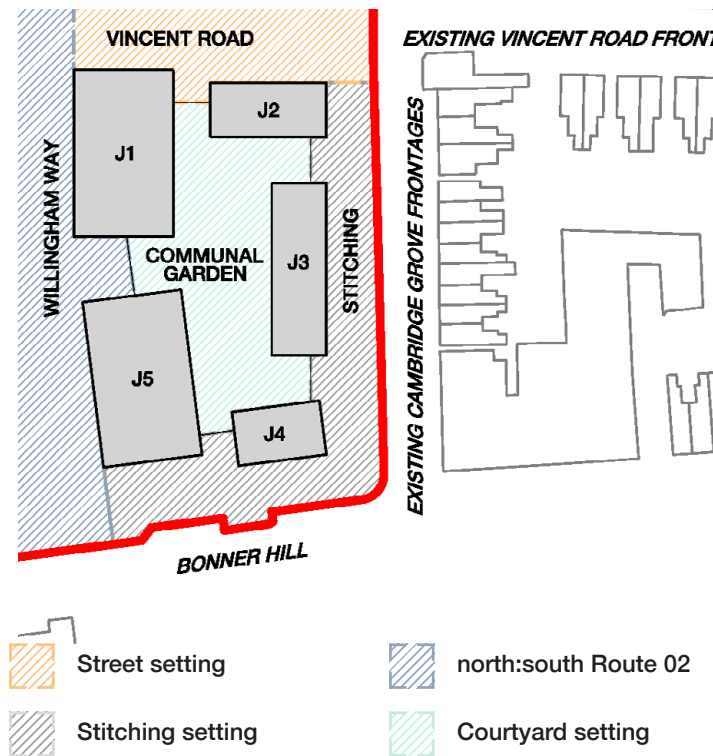 VINCENT ROAD
EXISTING VINCENT ROAD FRONT
J1
J2
WILLINGHAM WAY
COMMUNAL
GARDEN
J3
STITCHING
EXISTING CAMBRIDGE GROVE FRONTAGES
J5
J4
BONNER HILL
Street setting
north:south Route 02
Stitching setting
Courtyard setting